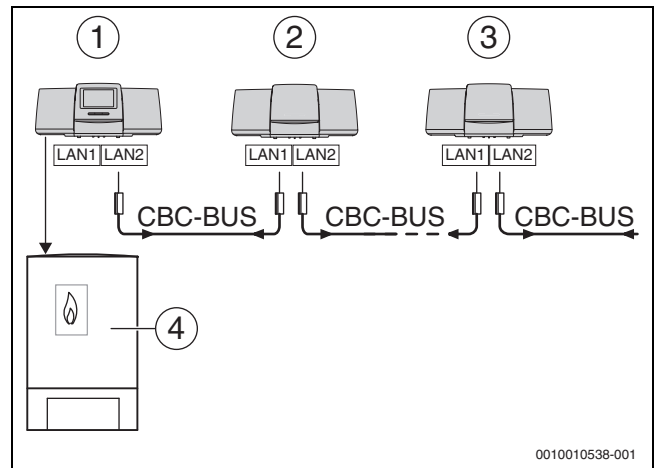 1 2 3
LAN1 LAN2 LAN1 LAN2 LAN1 LAN2
CBC-BUS CBC-BUS CBC-BUS
4
0010010538-001